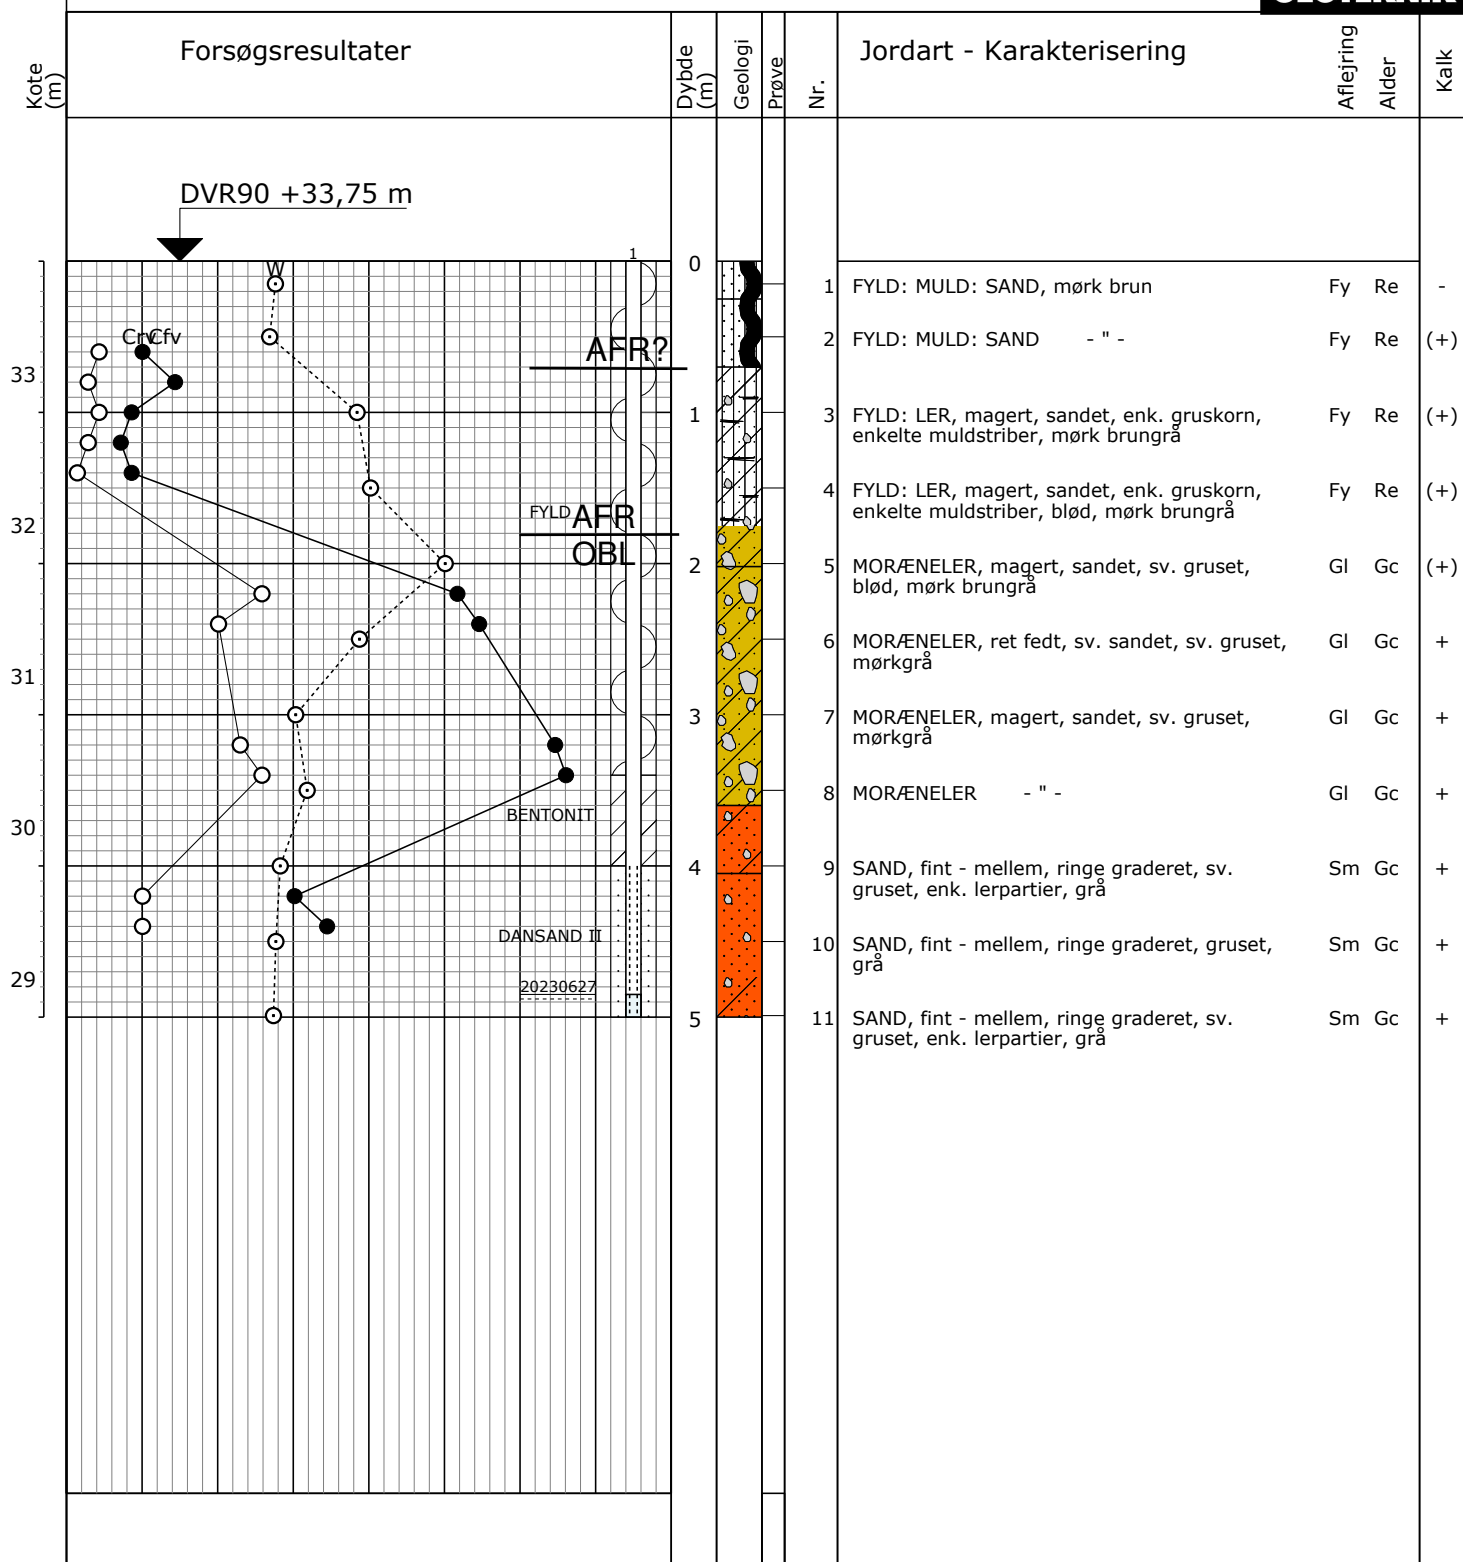 Kote
(m)
Forsøgsresultater
Dybde
(m)
Geologi
Prøve
Nr.
Jordart - Karakterisering
Aflejring
Alder
Kalk
DVR90 +33,75 m
1
W
0
1 FYLD: MULD: SAND, mørk brun Fy Re -
Crv Cfv
2 FYLD: MULD: SAND - " - Fy Re (+)
AFR?
33
1
3 FYLD: LER, magert, sandet, enk. gruskorn, Fy Re (+)
enkelte muldstriber, mørk brungrå
4 FYLD: LER, magert, sandet, enk. gruskorn, Fy Re (+)
enkelte muldstriber, blød, mørk brungrå
FYLD AFR
32
OBL
2
5 MORÆNELER, magert, sandet, sv. gruset, Gl Gc (+)
blød, mørk brungrå
6 MORÆNELER, ret fedt, sv. sandet, sv. gruset, Gl Gc +
mørkgrå
31
3
7 MORÆNELER, magert, sandet, sv. gruset, Gl Gc +
mørkgrå
8 MORÆNELER - " - Gl Gc +
BENTONIT
30
4
9 SAND, fint - mellem, ringe graderet, sv. Sm Gc +
gruset, enk. lerpartier, grå
DANSAND II
10 SAND, fint - mellem, ringe graderet, gruset, Sm Gc +
grå
29
20230627
5
11 SAND, fint - mellem, ringe graderet, sv. Sm Gc +
gruset, enk. lerpartier, grå